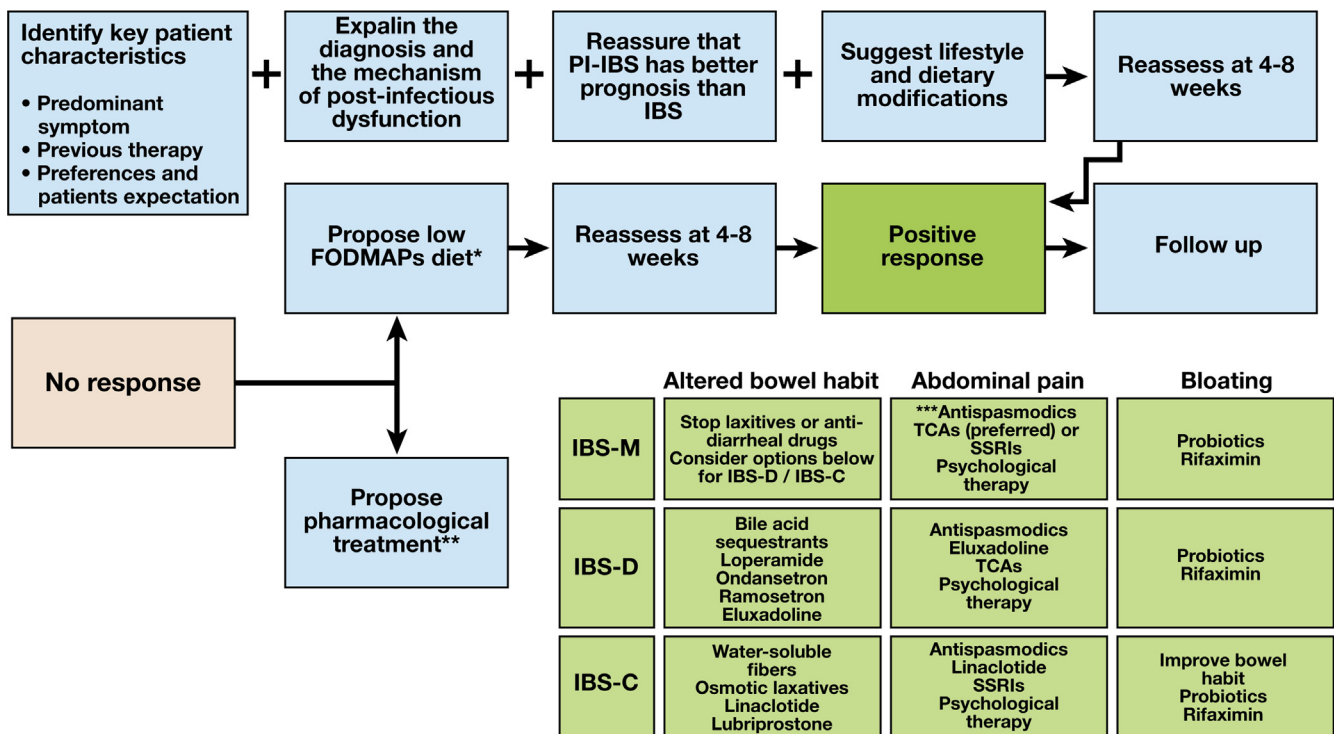 Identify key patient
characteristics
• Predominant
symptom
• Previous therapy
• Preferences and
patients expectation
+
Expalin the
diagnosis and
the mechanism
of post-infectious
dysfunction
+
Reassure that
PI-IBS has better
prognosis than
IBS
+
Suggest lifestyle
and dietary
modifications
Reassess at 4-8
weeks
Propose low
FODMAPs diet*
Reassess at 4-8
weeks
Positive
response
Follow up
No response
Propose
pharmacological
treatment**
Altered bowel habit
Abdominal pain
Bloating
IBS-M
Stop laxitives or anti-
diarrheal drugs
Consider options below
for IBS-D / IBS-C
***Antispasmodics
TCAs (preferred) or
SSRIs
Psychological
therapy
Probiotics
Rifaximin
IBS-D
Bile acid
sequestrants
Loperamide
Ondansetron
Ramosetron
Eluxadoline
Antispasmodics
Eluxadoline
TCAs
Psychological
therapy
Probiotics
Rifaximin
IBS-C
Water-soluble
fibers
Osmotic laxatives
Linaclotide
Lubriprostone
Antispasmodics
Linaclotide
SSRIs
Psychological
therapy
Improve bowel
habit
Probiotics
Rifaximin